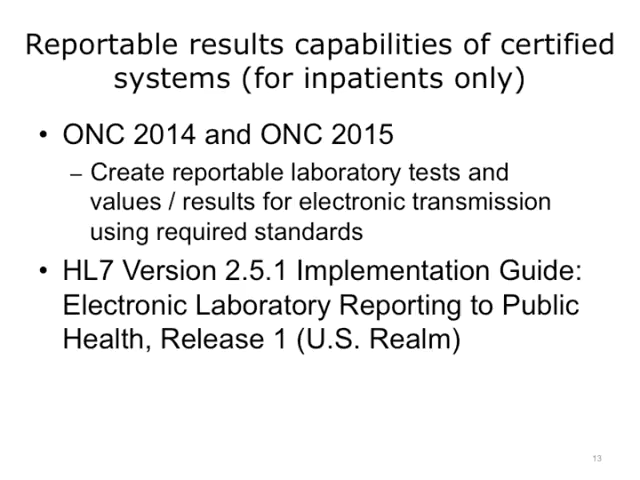 Reportable results capabilities of certified
systems (for inpatients only)
• ONC 2014 and ONC 2015
– Create reportable laboratory tests and
values / results for electronic transmission
using required standards
• HL7 Version 2.5.1 Implementation Guide:
Electronic Laboratory Reporting to Public
Health, Release 1 (U.S. Realm)
13